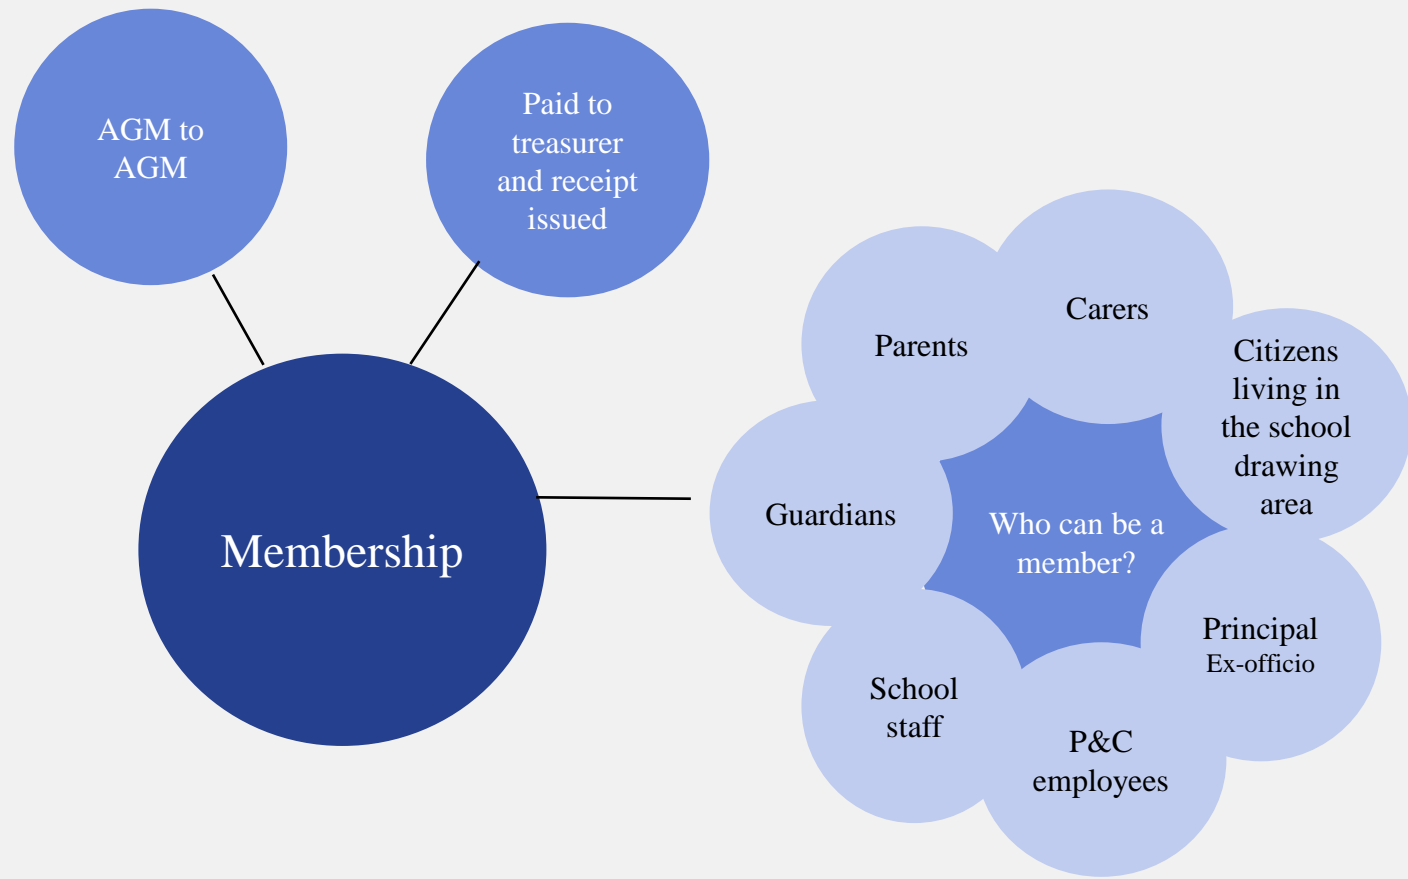 AGM to
AGM
Paid to
treasurer
and receipt
issued
Membership
Who can be a
member?
Parents
Carers
Citizens
living in
the school
drawing
area
Principal
Ex-officio
P&C
employees
School
staff
Guardians